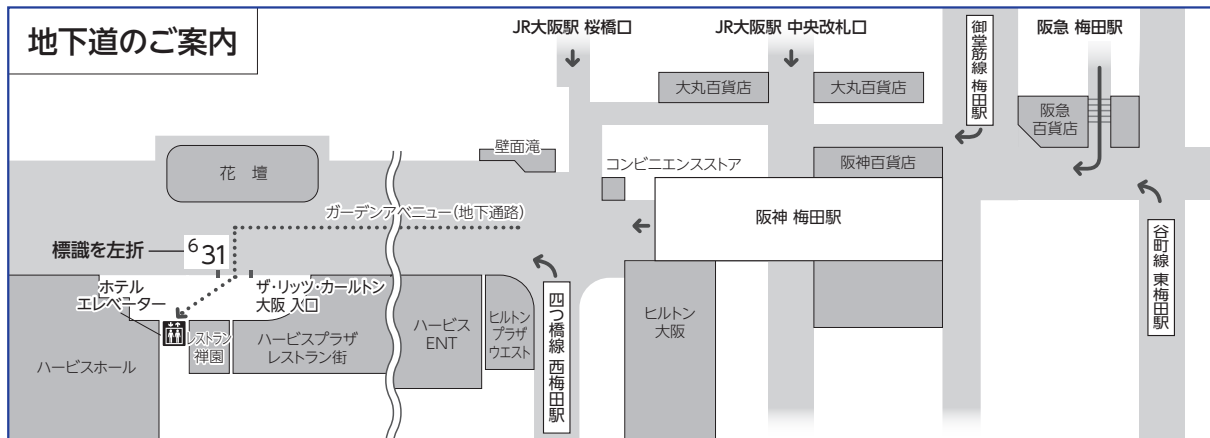 地下道のご案内
JR大阪駅 桜橋口
JR大阪駅 中央改札口
御堂筋線 梅田駅
阪急 梅田駅
大丸百貨店
大丸百貨店
阪急
百貨店
壁面滝
コンビニエンスストア
阪神百貨店
花 壇
ガーデンアベニュー(地下通路)
阪神 梅田駅
谷町線 東梅田駅
標識を左折
631
ホテル
エレベーター
ザ・リッツ・カールトン
大阪 入口
四つ橋線 西梅田駅
ハービスホール
レストラン
禅園
ハービスプラザ
レストラン街
ハービス
ENT
ヒルトン
プラザ
ウエスト
ヒルトン
大阪